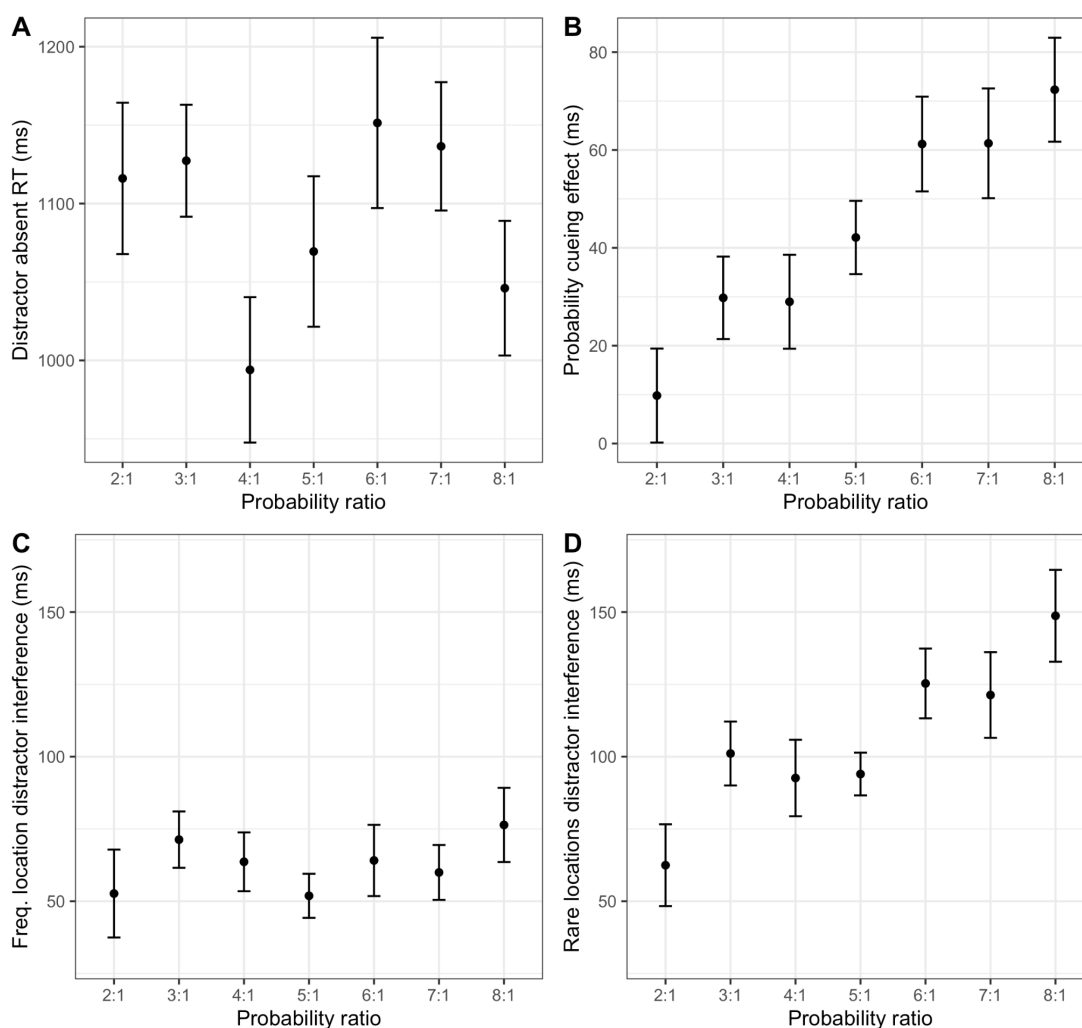 A
Distractor absent RT (ms)
1200
1100
1000
2:1 3:1 4:1 5:1 6:1 7:1 8:1
Probability ratio
B
Probability cueing effect (ms)
80
60
40
20
0
2:1 3:1 4:1 5:1 6:1 7:1 8:1
Probability ratio
C
Freq. location distractor interference (ms)
150
100
50
2:1 3:1 4:1 5:1 6:1 7:1 8:1
Probability ratio
D
Rare locations distractor interference (ms)
150
100
50
2:1 3:1 4:1 5:1 6:1 7:1 8:1
Probability ratio